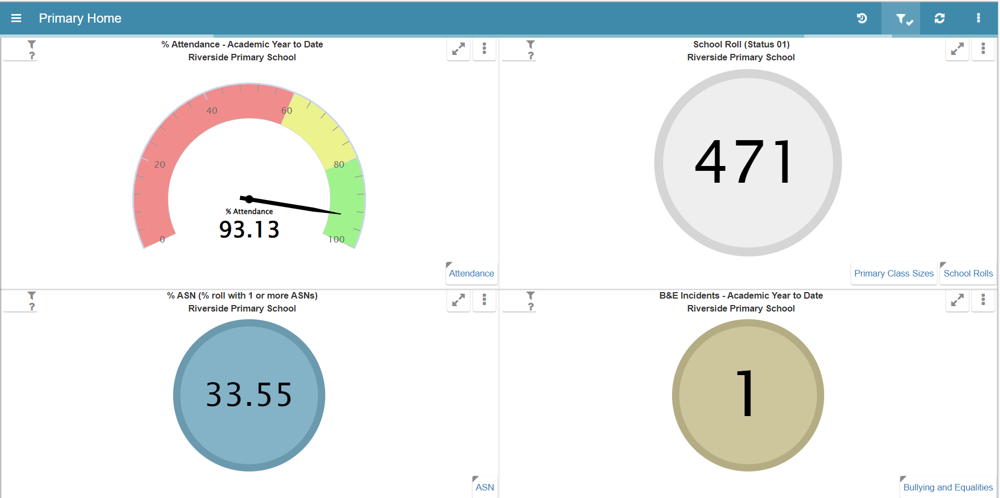 Primary Home
% Attendance - Academic Year to Date
Riverside Primary School
?
0
20
40
60
80
100
% Attendance
93.13
Attendance
School Roll (Status 01)
Riverside Primary School
?
471
Primary Class Sizes
School Rolls
% ASN (% roll with 1 or more ASNs)
Riverside Primary School
?
33.55
ASN
B&E Incidents - Academic Year to Date
Riverside Primary School
?
1
Bullying and Equalities